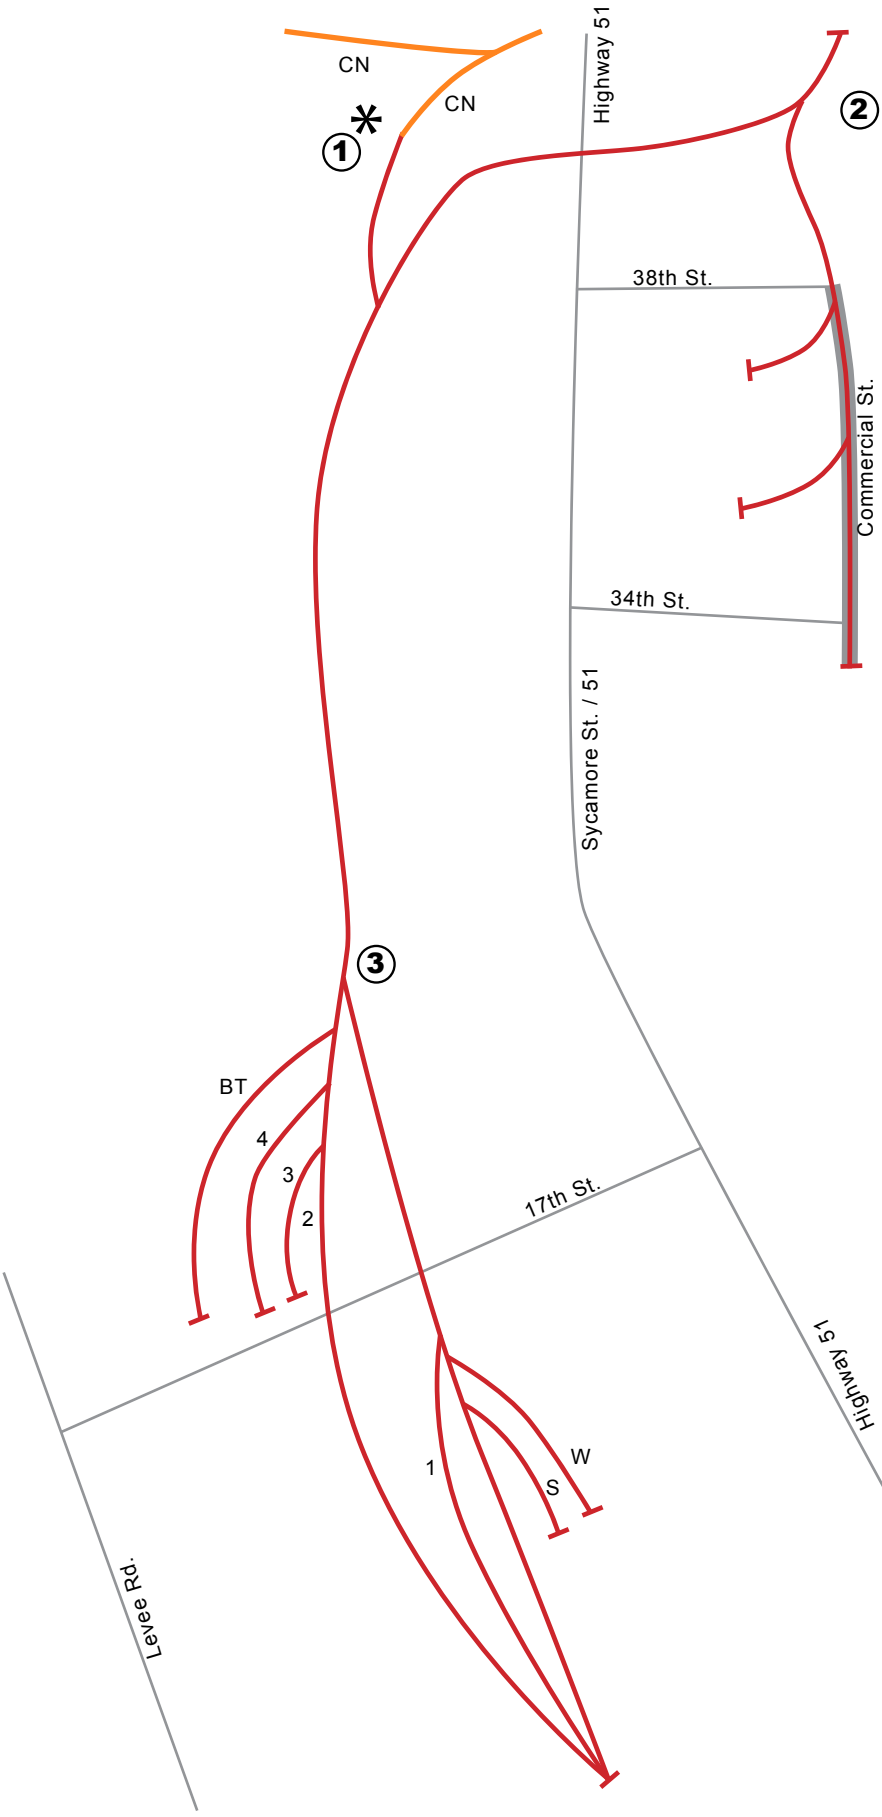 Highway 51
CN
CN
*
1
2
38th St.
Commercial St.
34th St.
Sycamore St. / 51
3
BT
4
3
2
17th St.
Highway 51
1
W
S
Levee Rd.